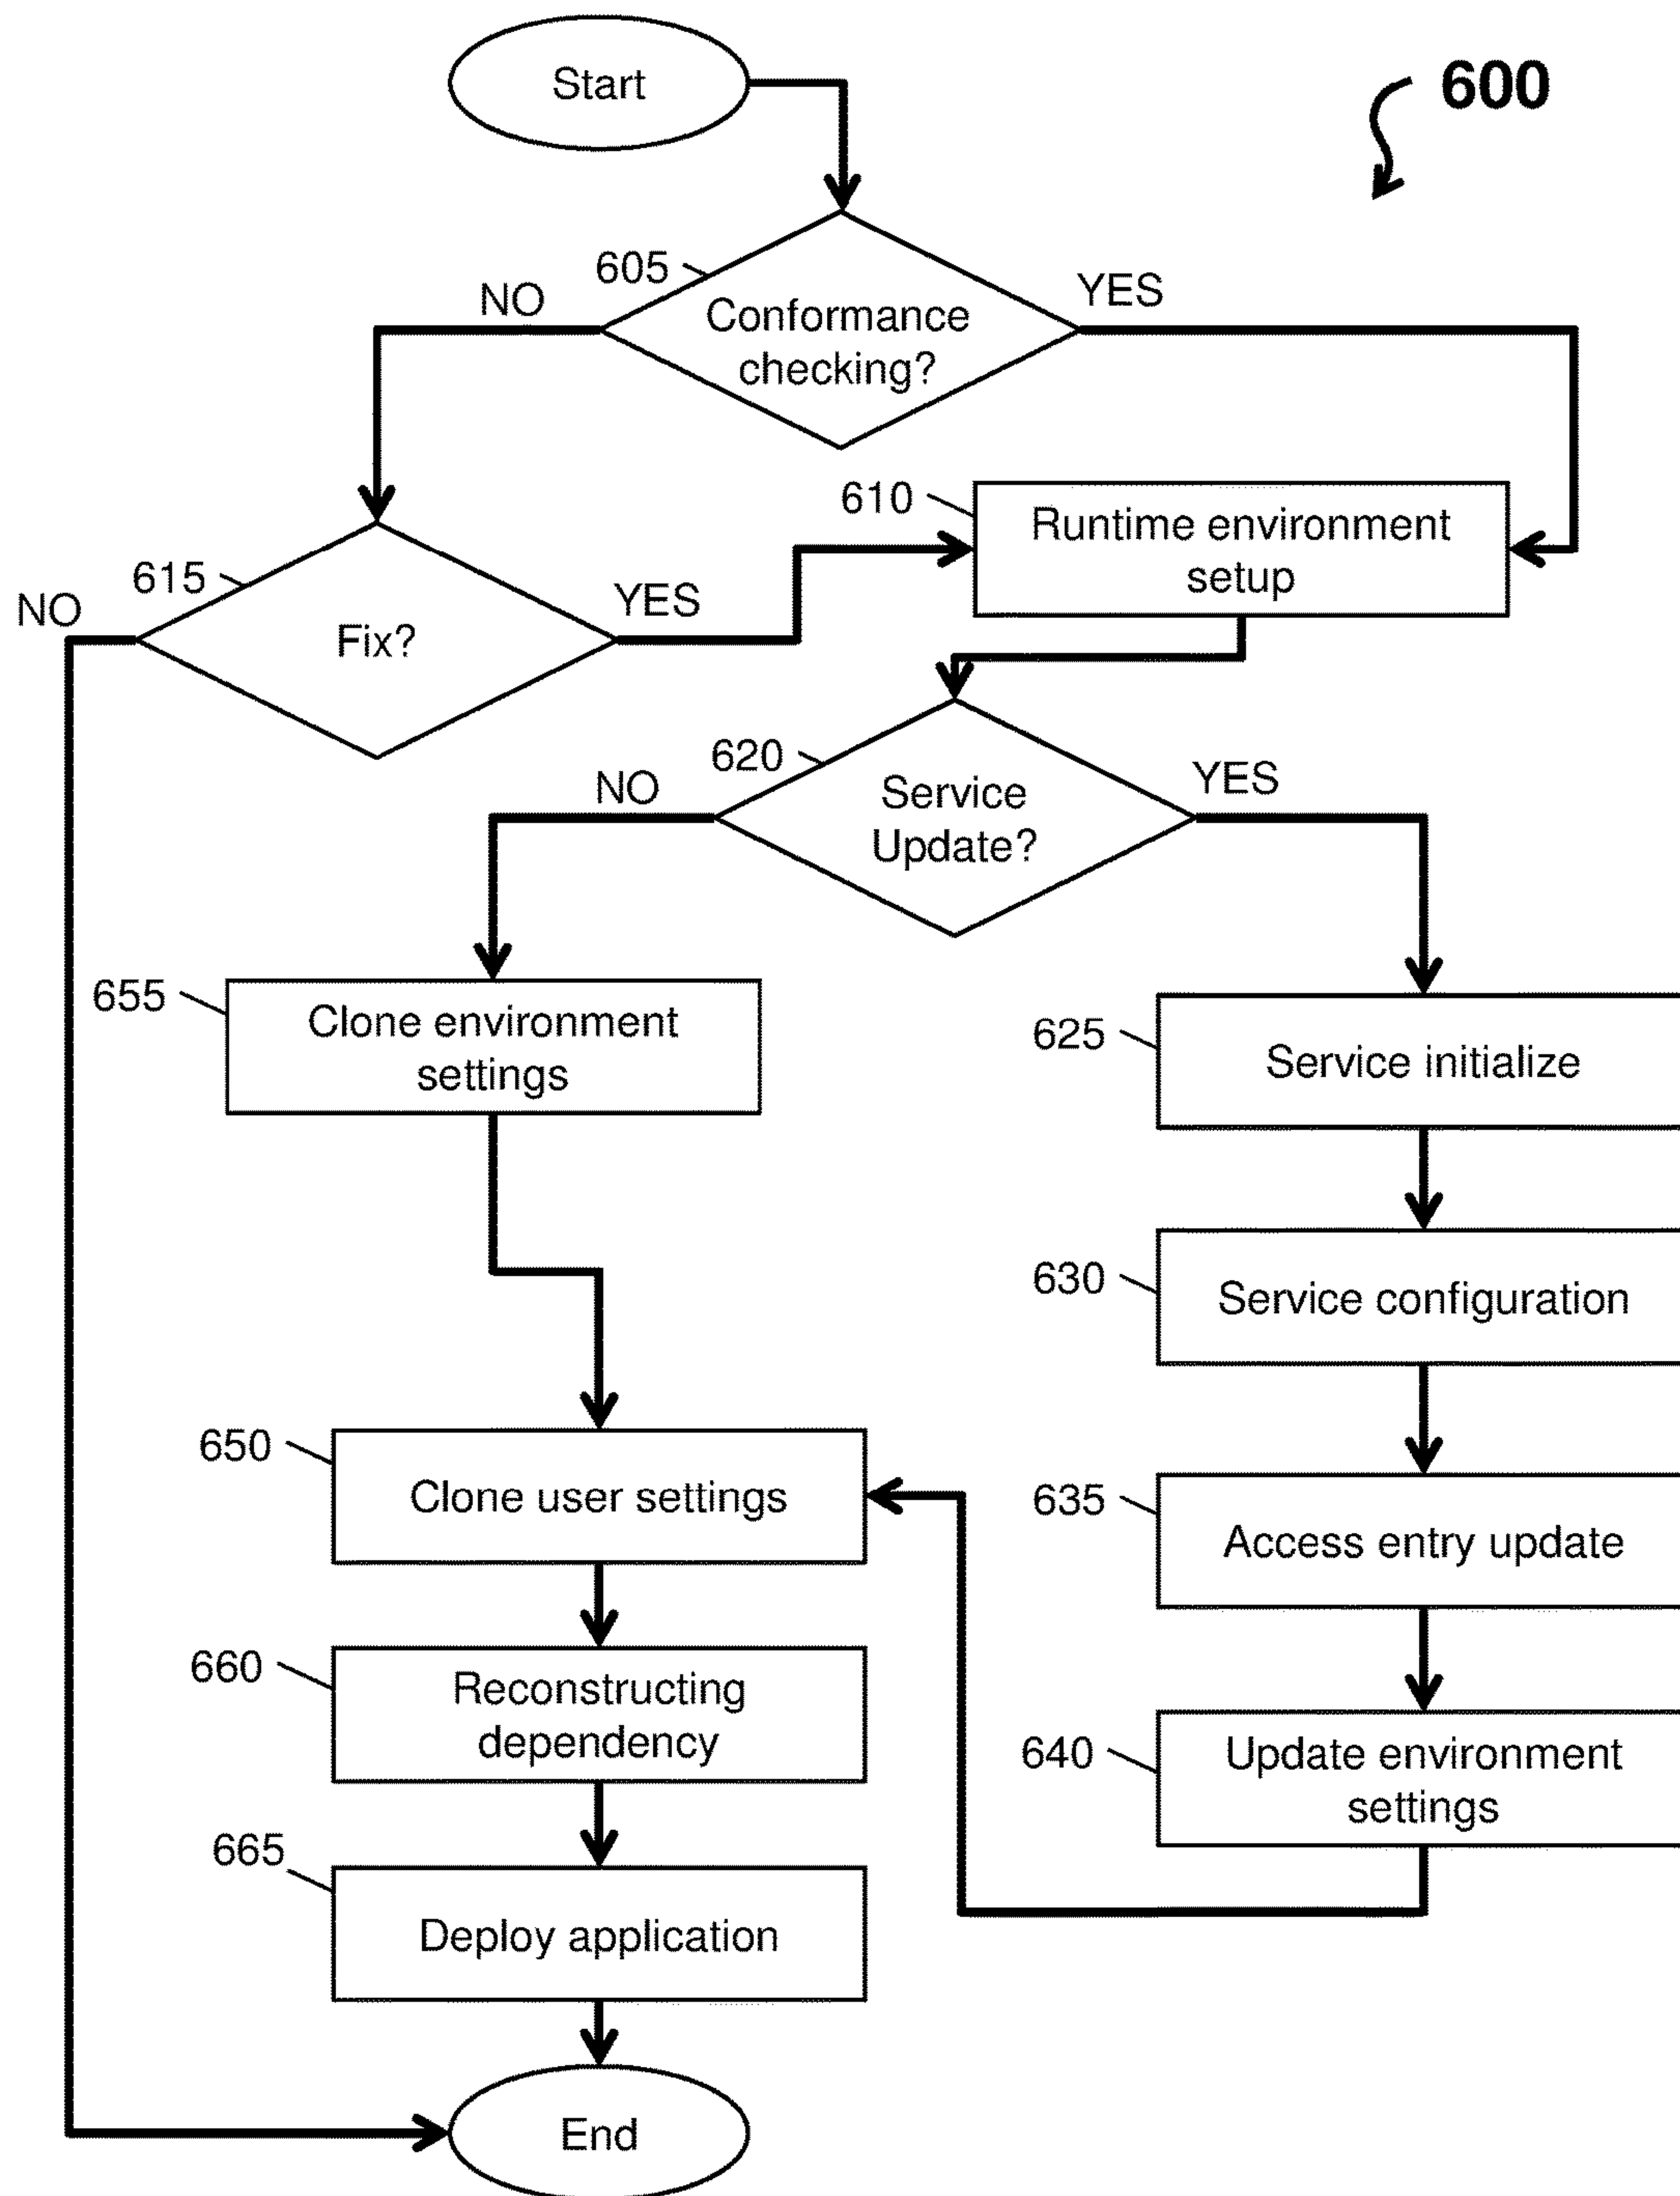 Start
600
605
NO
YES
Conformance
checking?
610
Runtime environment
setup
615
NO
YES
Fix?
620
NO
YES
Service
Update?
655
Clone environment
settings
625
Service initialize
630
Service configuration
650
Clone user settings
635
Access entry update
660
Reconstructing
dependency
640
Update environment
settings
665
Deploy application
End